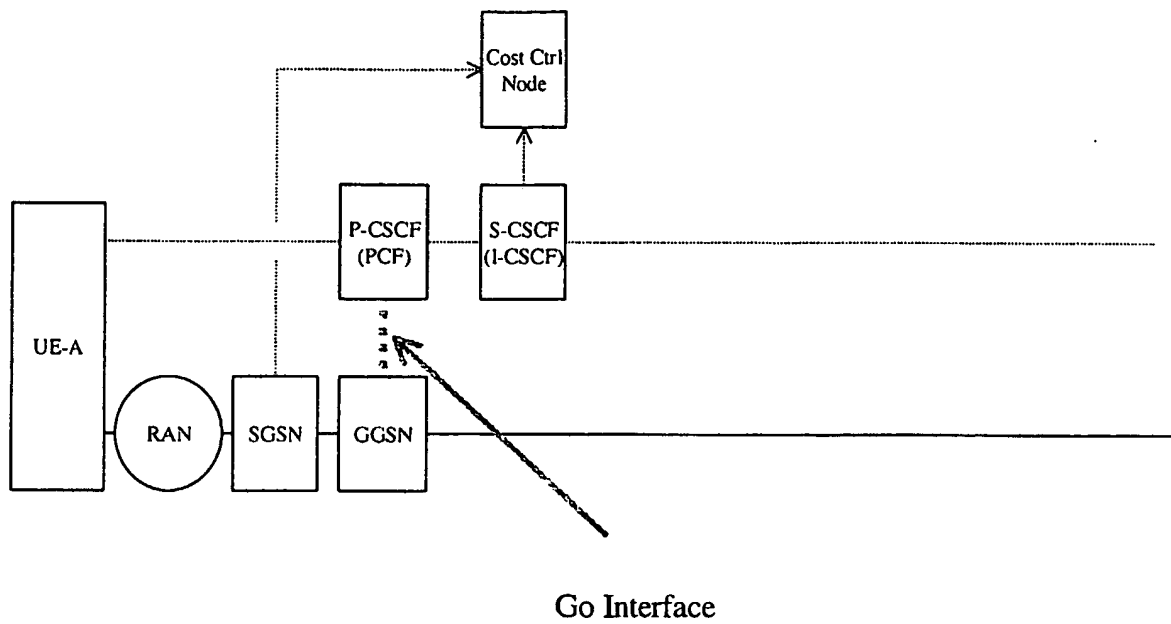 Cost Ctrl
Node
P-CSCF
(PCF)
S-CSCF
(I-CSCF)
UE-A
RAN
SGSN
GGSN
Go Interface